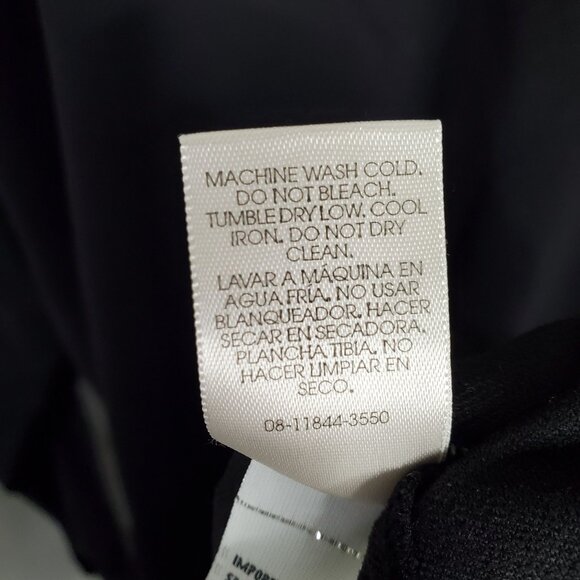 MACHINE WASH COLD.
DO NOT BLEACH.
TUMBLE DRY LOW. COOL
IRON. DO NOT DRY
CLEAN.
LAVAR A MÁQUINA EN
AGUA FRÍA. NO USAR
BLANQUEADOR. HACER
SECAR EN SECADORA.
PLANCHA TIBIA. NO
HACER LIMPIAR EN
SECO.
08-11844-3550